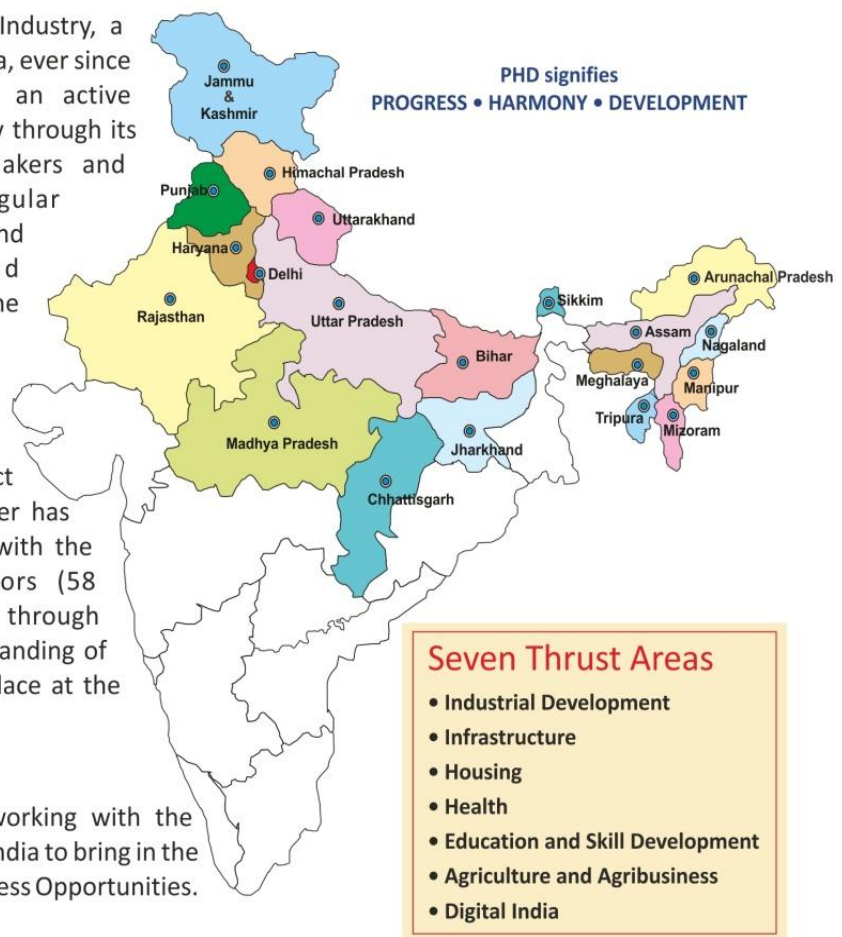 Industry, a
a, ever since
an active
y through its
akers and
gular
nd
d
ne
ct
er has
with the
ors (58
through
anding of
lace at the
working with the
ndia to bring in the
ess Opportunities.
PHD signifies
PROGRESS • HARMONY • DEVELOPMENT
Jammu
&
Kashmir
Himachal Pradesh
Punjab
Uttarakhand
Haryana
Delhi
Rajasthan
Uttar Pradesh
Bihar
Sikkim
Arunachal Pradesh
Assam
Nagaland
Meghalaya
Manipur
Tripura
Mizoram
Madhya Pradesh
Jharkhand
Chhattisgarh
Seven Thrust Areas
• Industrial Development
• Infrastructure
• Housing
• Health
• Education and Skill Development
• Agriculture and Agribusiness
• Digital India